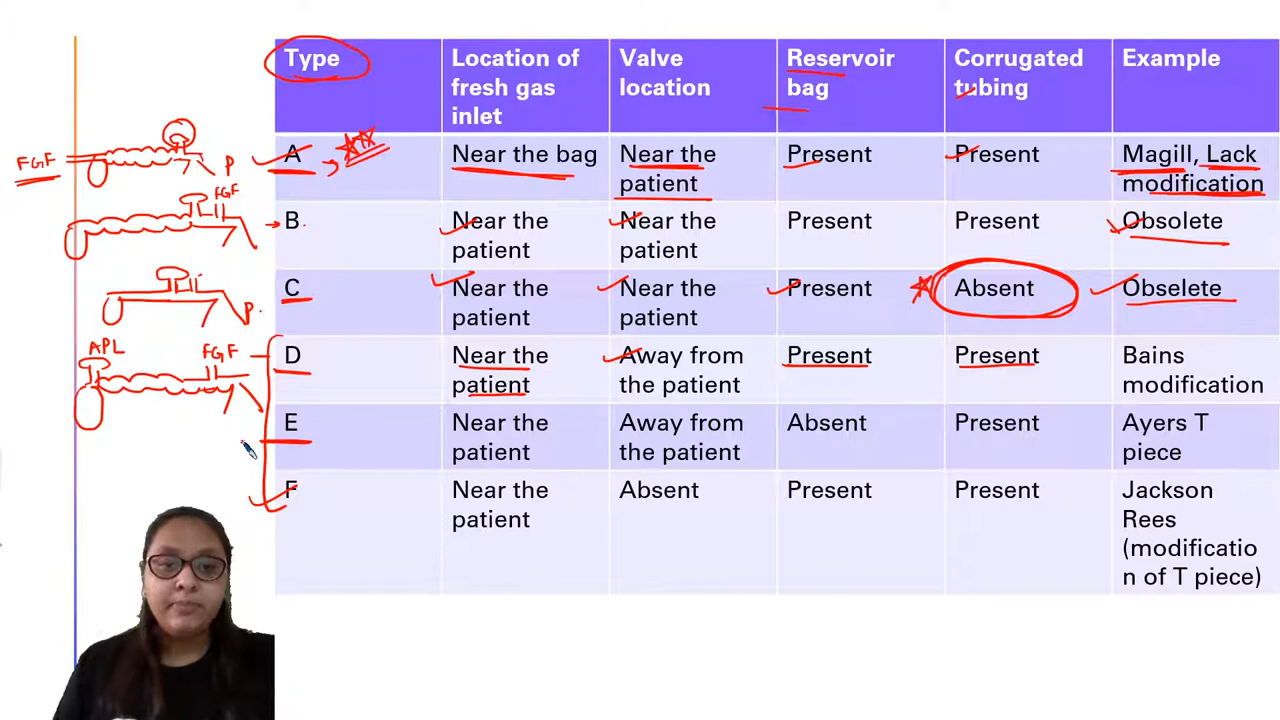 Type
Location of
fresh gas
inlet
Valve
location
Reservoir
bag
Corrugated
tubing
Example
FGF
P
A
Near the bag
Near the
patient
Present
Present
Magill, Lack
modification
FGF
B
Near the
patient
Near the
patient
Present
Present
Obsolete
P.
C
Near the
patient
Near the
patient
Present
Absent
Obselete
APL
FGF
D
Near the
patient
Away from
the patient
Present
Present
Bains
modification
E
Near the
patient
Away from
the patient
Absent
Present
Ayers T
piece
F
Near the
patient
Absent
Present
Present
Jackson
Rees
(modificatio
n of T piece)